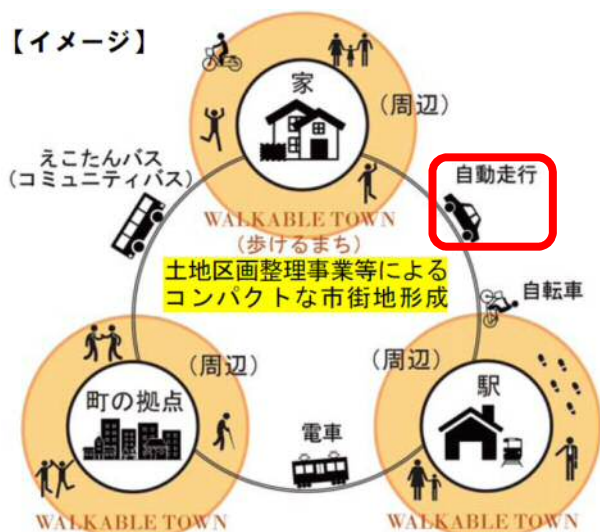 【イメージ】
家
(周辺)
えこたんバス
(コミュニティバス)
自動走行
WALKABLE TOWN
(歩けるまち)
土地区画整理事業等による
コンパクトな市街地形成
自転車
(周辺)
(周辺)
町の拠点
駅
電車
WALKABLE TOWN
WALKABLE TOWN